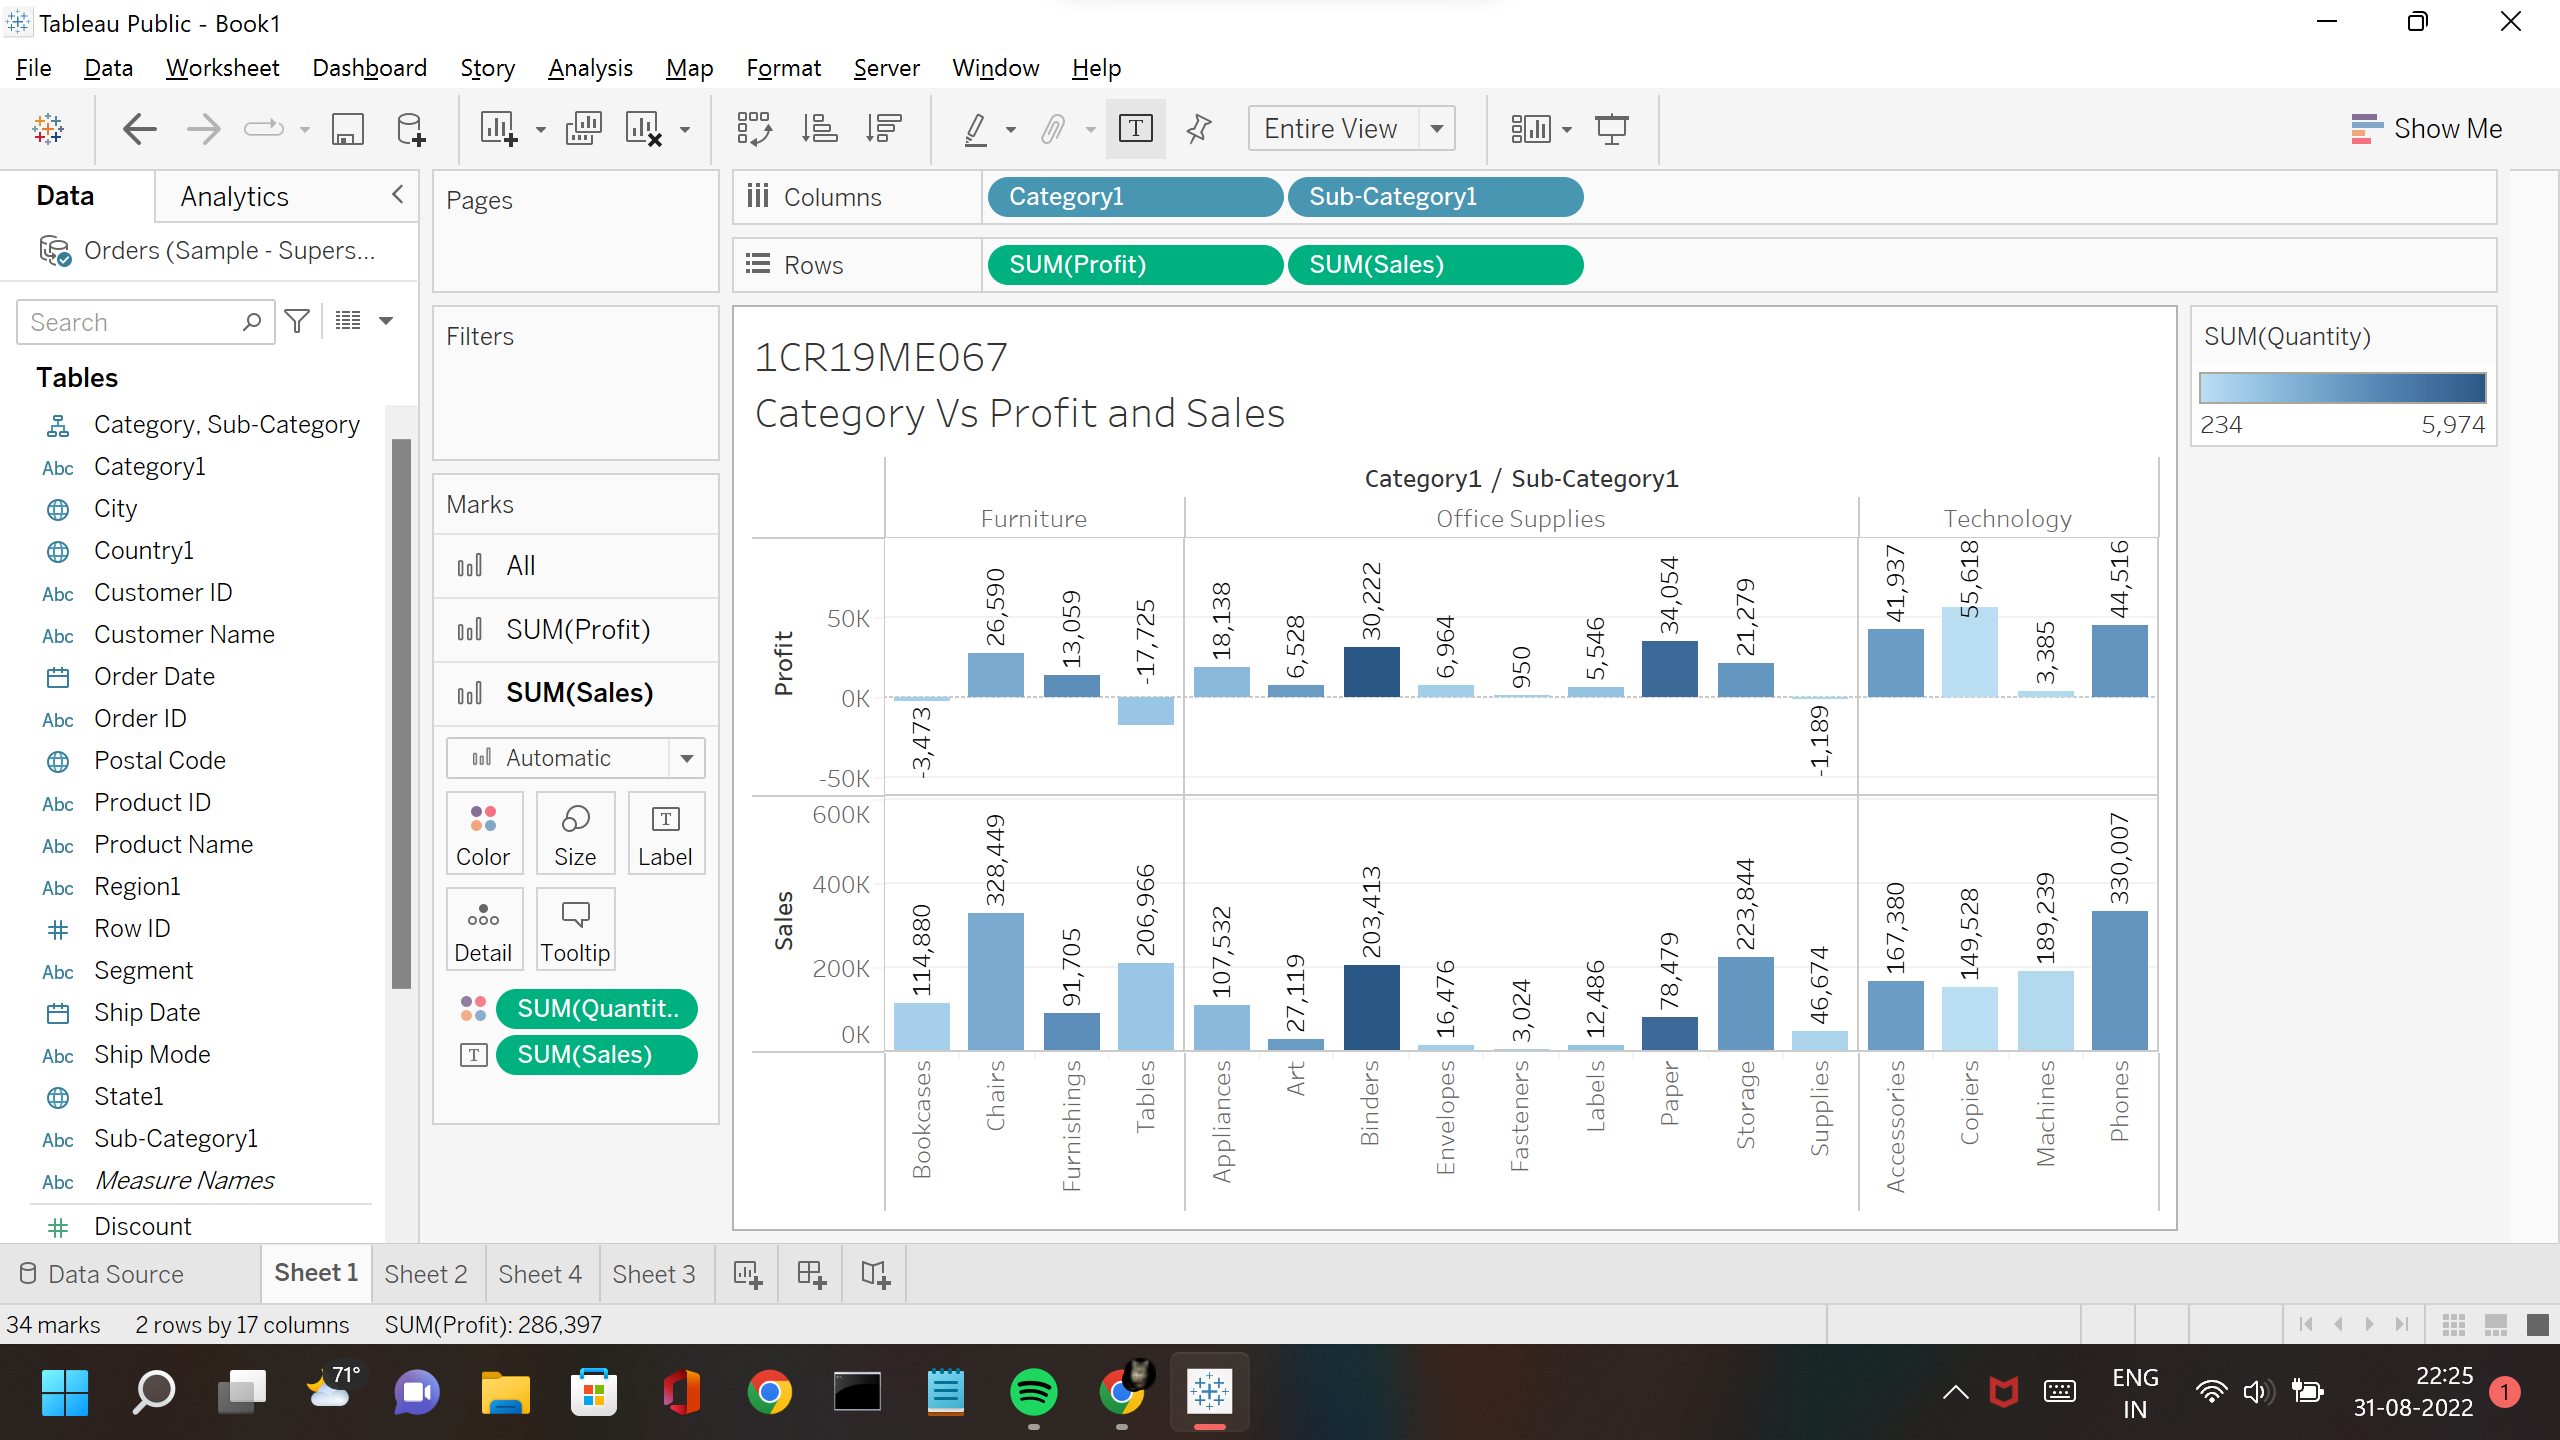 Tableau Public - Book1
File Data Worksheet Dashboard Story Analysis Map Format Server Window Help
T Entire View Show Me
Data Analytics
Orders (Sample - Supers...
Search
Tables
Category, Sub-Category
Abc Category1
City
Country1
Abc Customer ID
Abc Customer Name
Order Date
Abc Order ID
Postal Code
Abc Product ID
Abc Product Name
Abc Region1
Row ID
Abc Segment
Ship Date
Abc Ship Mode
State1
Abc Sub-Category1
Abc Measure Names
Discount
Pages
Filters
Marks
All
SUM(Profit)
SUM(Sales)
Automatic
Color Size T Label
Detail Tooltip
SUM(Quantit..
T SUM(Sales)
Columns Category1 Sub-Category1
Rows SUM(Profit) SUM(Sales)
1CR19ME067
Category Vs Profit and Sales
Category1 / Sub-Category1
Furniture Office Supplies Technology
Profit
50K
0K
-50K
-3,473 26,590 13,059 -17,725 18,138 6,528 30,222 6,964 950 5,546 34,054 21,279 -1,189 41,937 55,618 3,385 44,516
Sales
600K
400K
200K
0K
114,880 328,449 91,705 206,966 107,532 27,119 203,413 16,476 3,024 12,486 78,479 223,844 46,674 167,380 149,528 189,239 330,007
Bookcases Chairs Furnishings Tables Appliances Art Binders Envelopes Fasteners Labels Paper Storage Supplies Accessories Copiers Machines Phones
SUM(Quantity)
234 5,974
Data Source Sheet 1 Sheet 2 Sheet 4 Sheet 3
34 marks 2 rows by 17 columns SUM(Profit): 286,397
71°
ENG
IN
22:25
31-08-2022
1